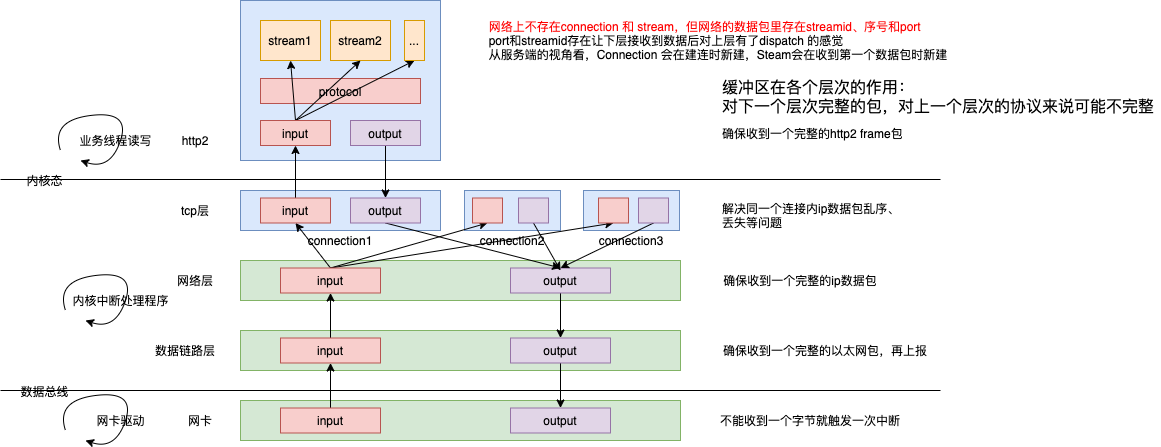 网络上不存在connection 和 stream，但网络的数据包里存在streamid、序号和port
port和streamid存在让下层接收到数据后对上层有了dispatch 的感觉
从服务端的视角看，Connection 会在建连时新建，Steam会在收到第一个数据包时新建
stream1
stream2
...
protocol
缓冲区在各个层次的作用：
对下一个层次完整的包，对上一个层次的协议来说可能不完整
业务线程读写
http2
input
output
确保收到一个完整的http2 frame包
内核态
tcp层
input
output
解决同一个连接内ip数据包乱序、
丢失等问题
connection1
connection2
connection3
网络层
input
output
确保收到一个完整的ip数据包
内核中断处理程序
数据链路层
input
output
确保收到一个完整的以太网包，再上报
数据总线
网卡驱动
网卡
input
output
不能收到一个字节就触发一次中断